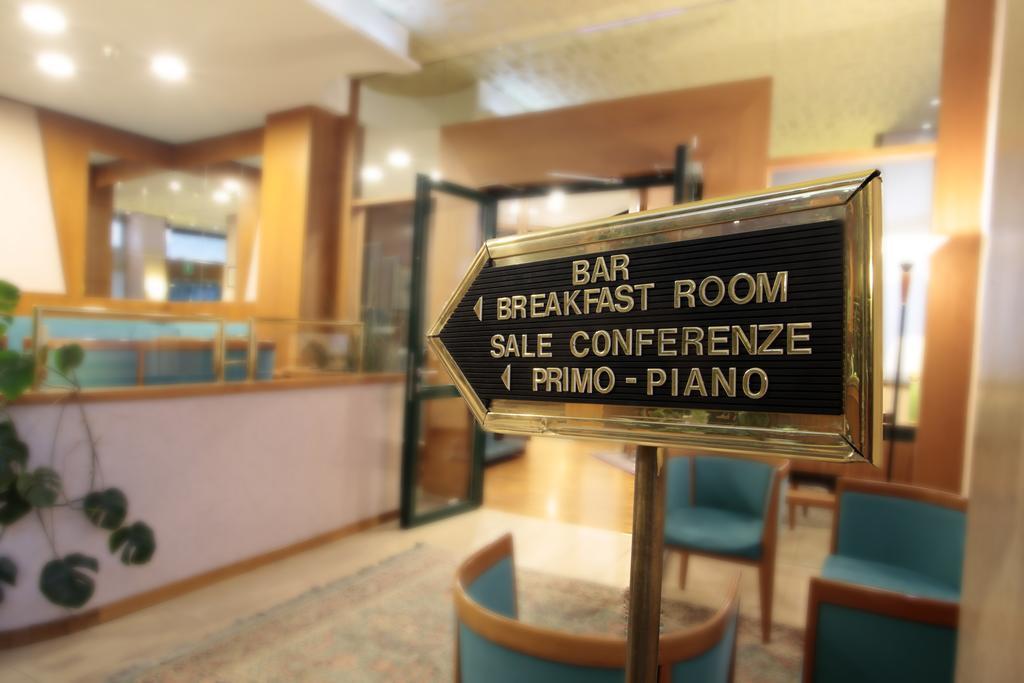 BAR
BREAKFAST ROOM
SALE CONFERENZE
PRIMO - PIANO